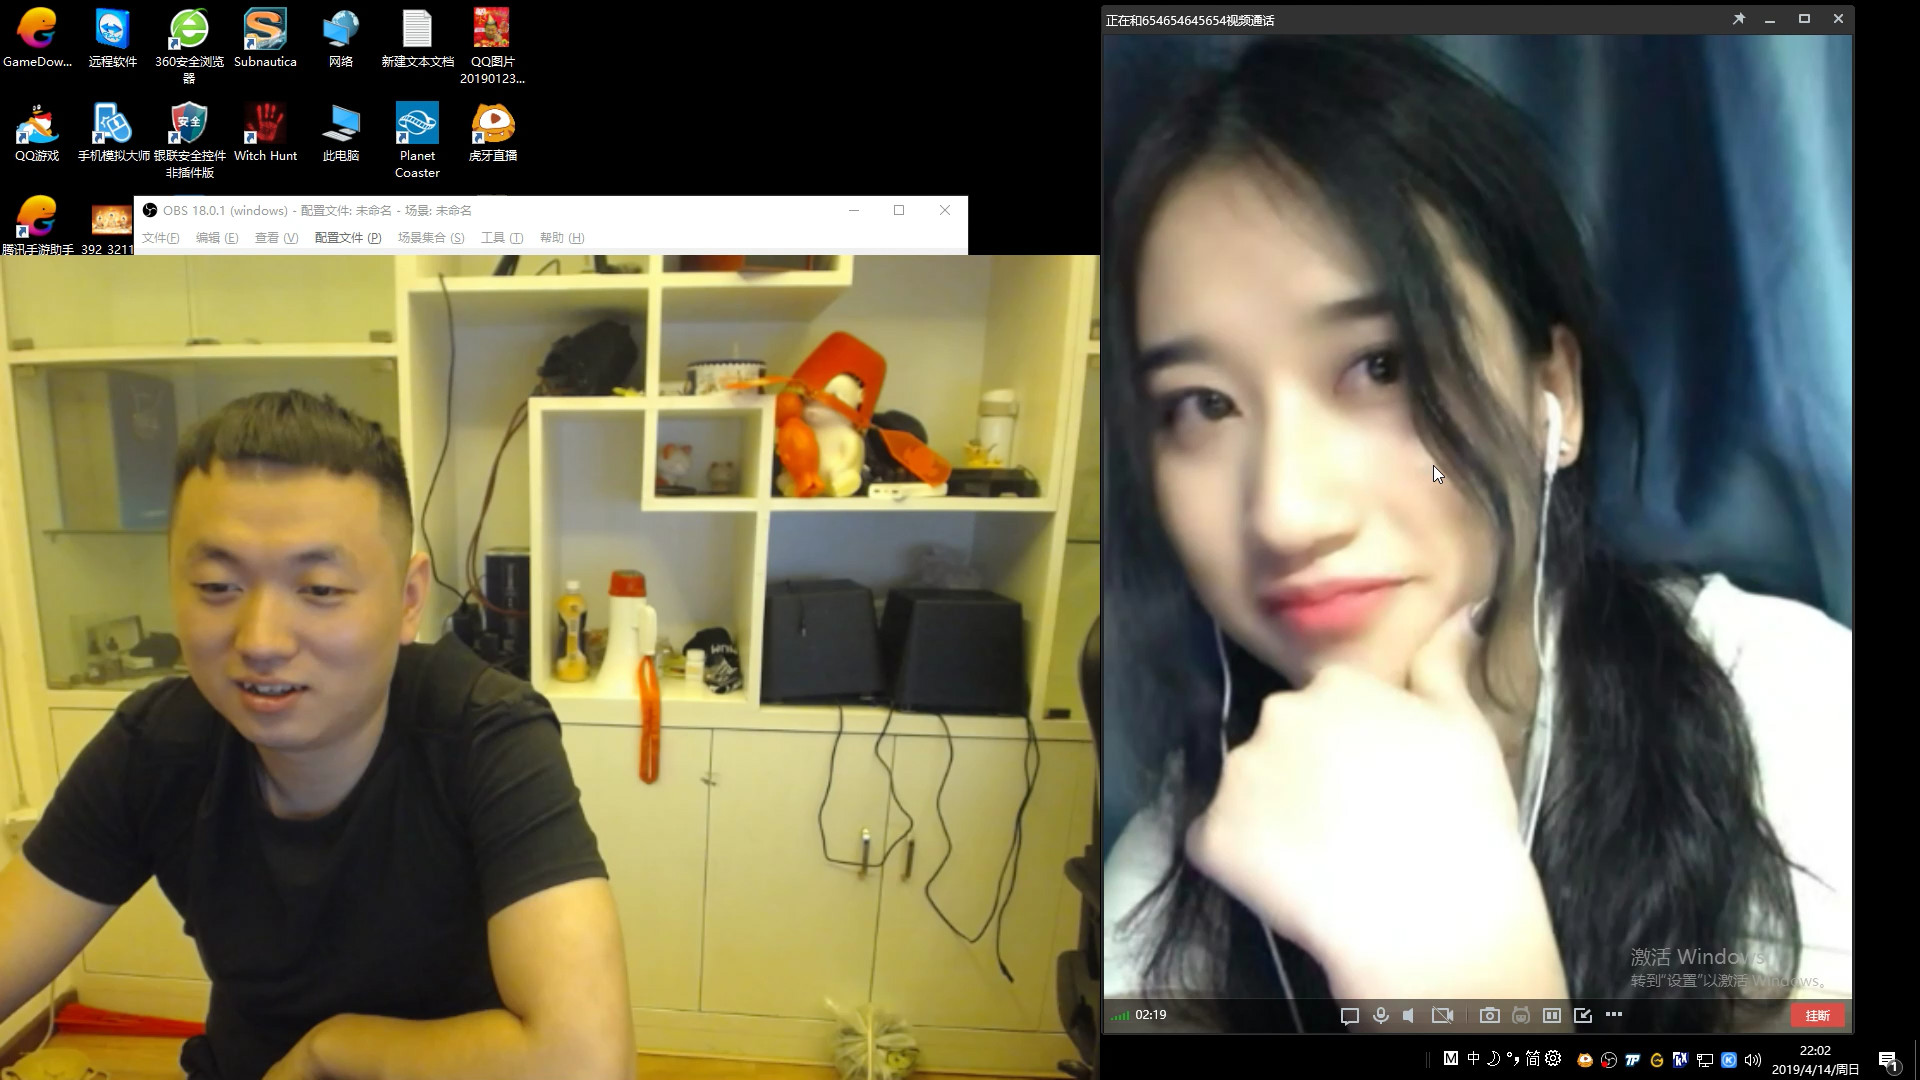 正在和654654645654视频通话
GameDow...
远程软件
360安全浏览器
Subnautica
网络
新建文本文档
QQ图片
20190123...
安全
QQ游戏
手机模拟大师
银联安全控件
非插件版
Witch Hunt
此电脑
Planet
Coaster
虎牙直播
腾讯手游助手
392_3211
OBS 18.0.1 (windows) - 配置文件: 未命名 - 场景: 未命名
文件(F) 编辑 (E) 查看 (V) 配置文件 (P) 场景集合 (S) 工具 (T) 帮助 (H)
激活 Windows
转到"设置"以激活 Windows。
02:19
挂断
M 中 简
22:02
2019/4/14/周日
1